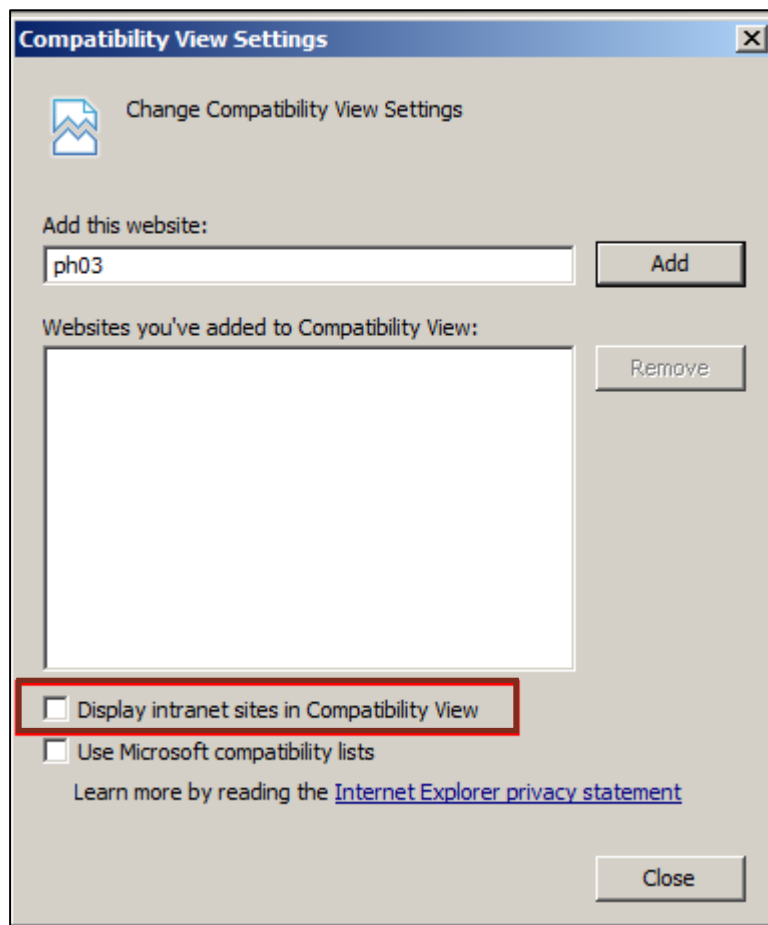 Compatibility View Settings
Change Compatibility View Settings
Add this website:
ph03
Add
Websites you've added to Compatibility View:
Remove
Display intranet sites in Compatibility View
Use Microsoft compatibility lists
Learn more by reading the Internet Explorer privacy statement
Close